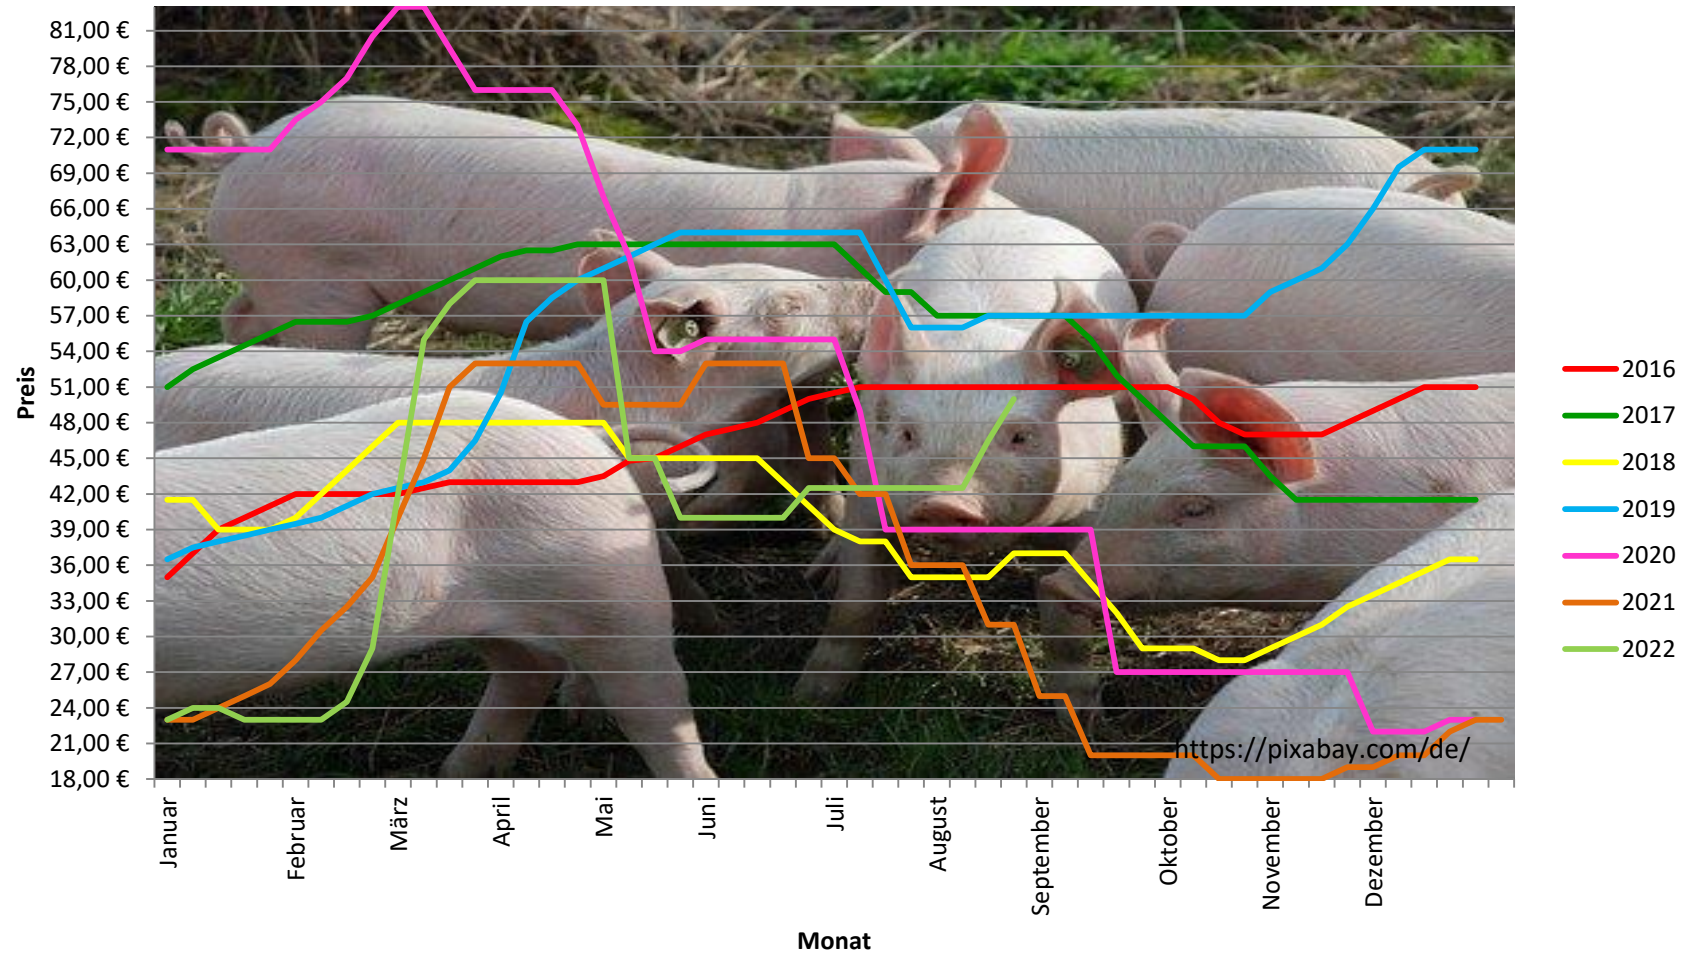 81,00 €
78,00 €
75,00 €
72,00 €
69,00 €
66,00 €
63,00 €
60,00 €
57,00 €
54,00 €
51,00 €
48,00 €
45,00 €
42,00 €
39,00 €
36,00 €
33,00 €
30,00 €
27,00 €
24,00 €
21,00 €
18,00 €
Preis
2016
2017
2018
2019
2020
2021
2022
https://pixabay.com/de/
Januar
Februar
März
April
Mai
Juni
Juli
August
September
Oktober
November
Dezember
Monat